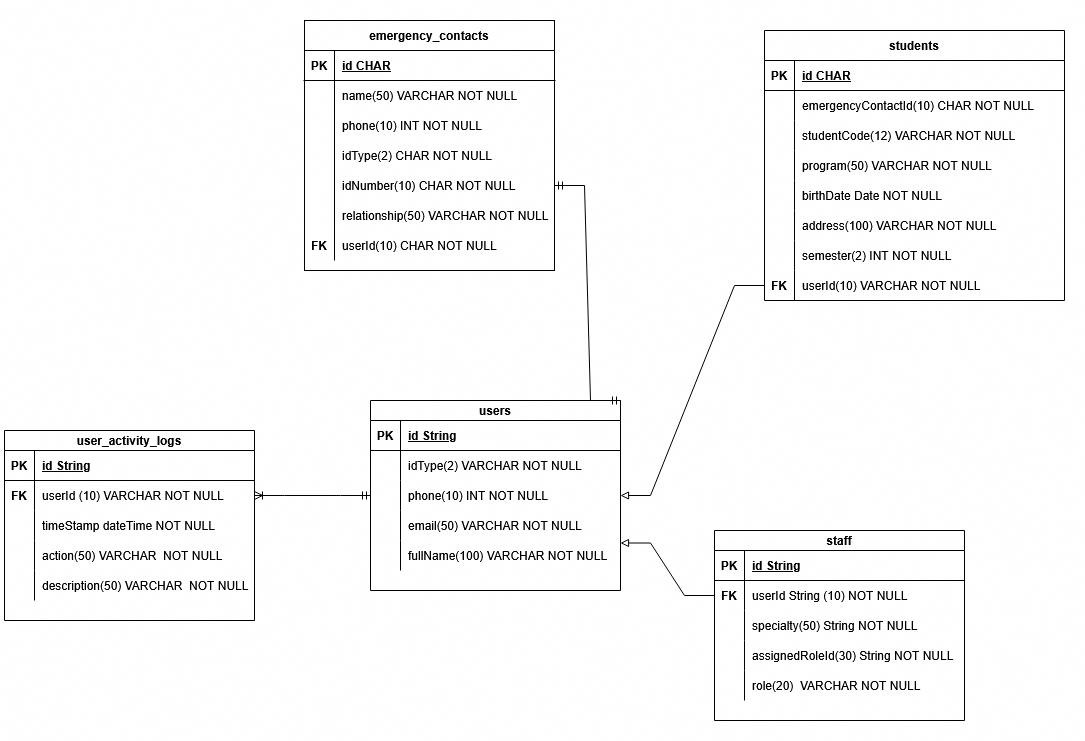 emergency_contacts
PK id CHAR
name(50) VARCHAR NOT NULL
phone(10) INT NOT NULL
idType(2) CHAR NOT NULL
idNumber(10) CHAR NOT NULL
relationship(50) VARCHAR NOT NULL
FK userId(10) CHAR NOT NULL
students
PK id CHAR
emergencyContactId(10) CHAR NOT NULL
studentCode(12) VARCHAR NOT NULL
program(50) VARCHAR NOT NULL
birthDate Date NOT NULL
address(100) VARCHAR NOT NULL
semester(2) INT NOT NULL
FK userId(10) VARCHAR NOT NULL
users
PK id String
idType(2) VARCHAR NOT NULL
phone(10) INT NOT NULL
email(50) VARCHAR NOT NULL
fullName(100) VARCHAR NOT NULL
user_activity_logs
PK id String
FK userId (10) VARCHAR NOT NULL
timeStamp dateTime NOT NULL
action(50) VARCHAR  NOT NULL
description(50) VARCHAR  NOT NULL
staff
PK id String
FK userId String (10) NOT NULL
specialty(50) String NOT NULL
assignedRoleId(30) String NOT NULL
role(20)  VARCHAR NOT NULL